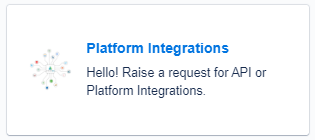 Platform Integrations
Hello! Raise a request for API or
Platform Integrations.